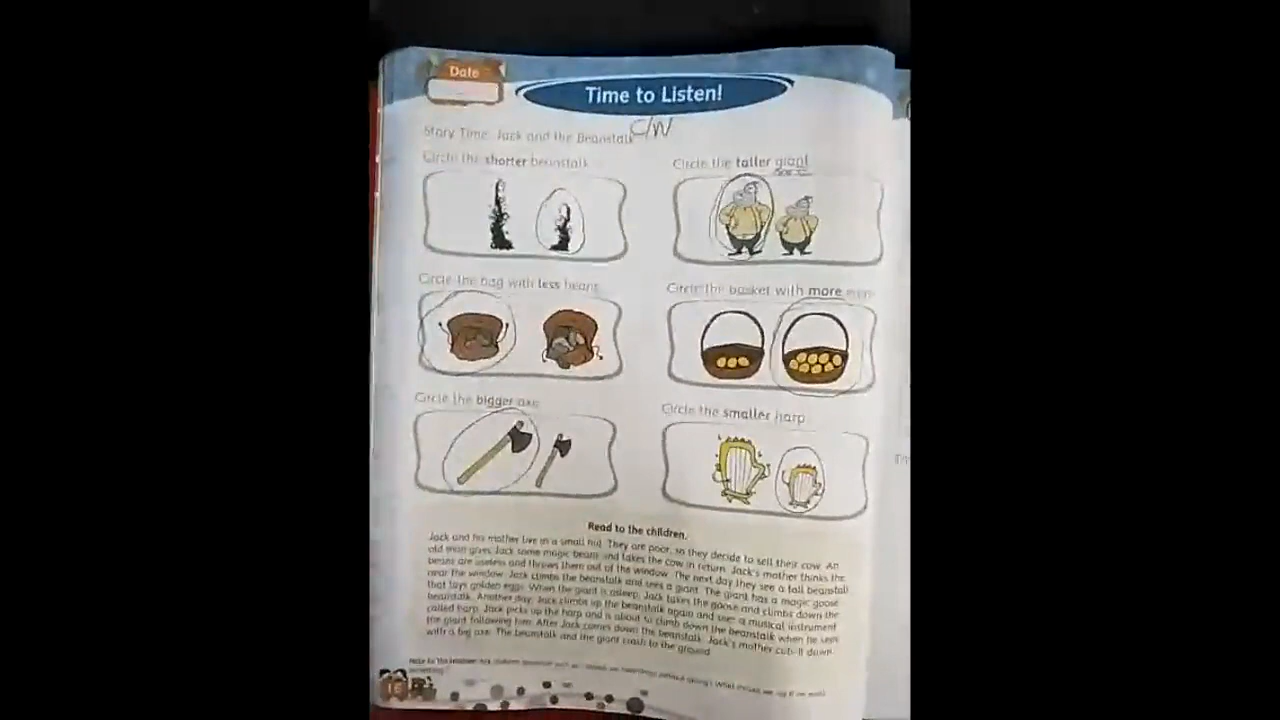 Date
Time to Listen!
C/W
Story Time: Jack and the Beanstalk
Circle the shorter beanstalk
Circle the taller giant
Circle the bag with less beans
Circle the basket with more eggs
Circle the bigger axe
Circle the smaller harp
Read to the children.
Jack and his mother live in a small hut. They are poor, so they decide to sell their cow. An
old man gives Jack some magic beans and takes the cow in return. Jack's mother thinks the
beans are useless and throws them out of the window. The next day they see a tall beanstalk
near the window. Jack climbs the beanstalk and sees a giant. The giant has a magic goose
that lays golden eggs. When the giant is asleep, Jack takes the goose and climbs down the
beanstalk. Another day, Jack climbs up the beanstalk again and sees a musical instrument
called harp. Jack picks up the harp and is about to climb down the beanstalk when he sees
the giant following him. After Jack comes down the beanstalk, Jack's mother cuts it down
with a big axe. The beanstalk and the giant crash to the ground.
Note to the teacher: Ask
16